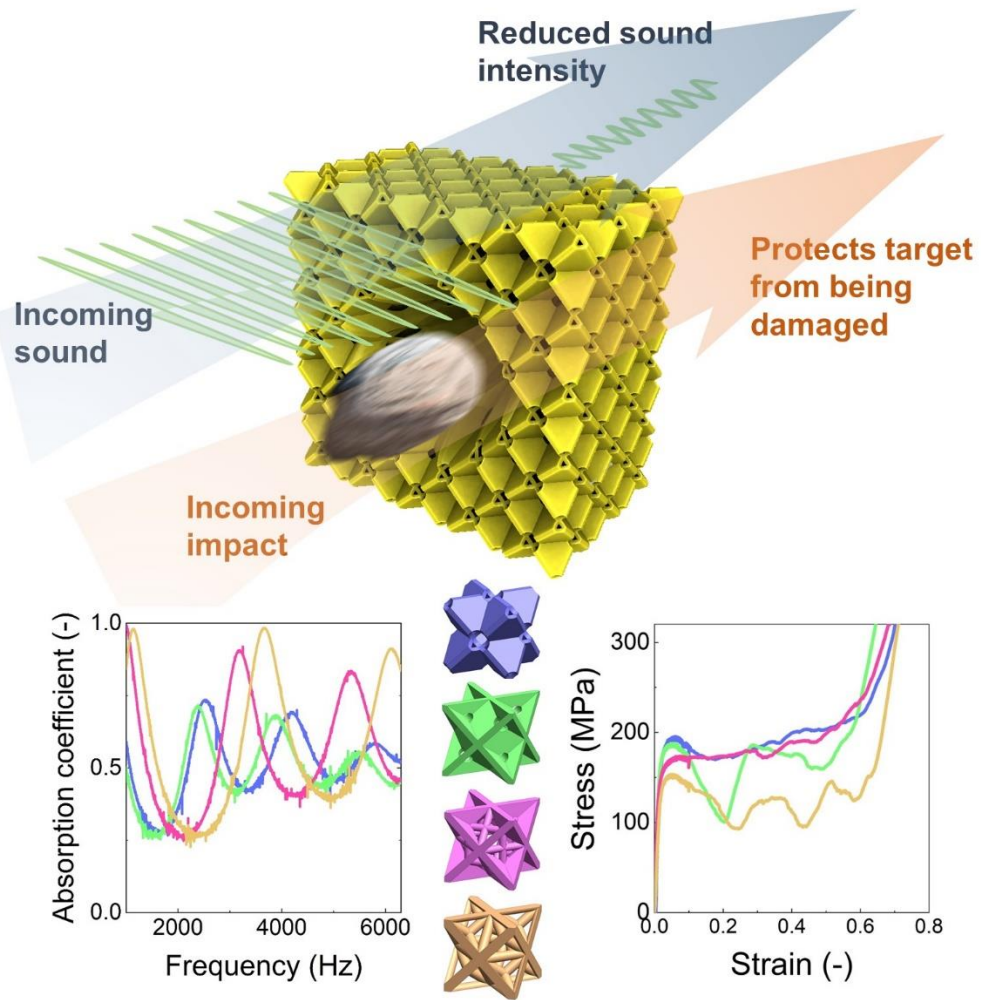 Reduced sound
intensity
Incoming
sound
Protects target
from being
damaged
Incoming
impact
Absorption coefficient (-)
1.0
0.5
0.0
2000 4000 6000
Frequency (Hz)
Stress (MPa)
300
200
100
0
0.0 0.2 0.4 0.6 0.8
Strain (-)